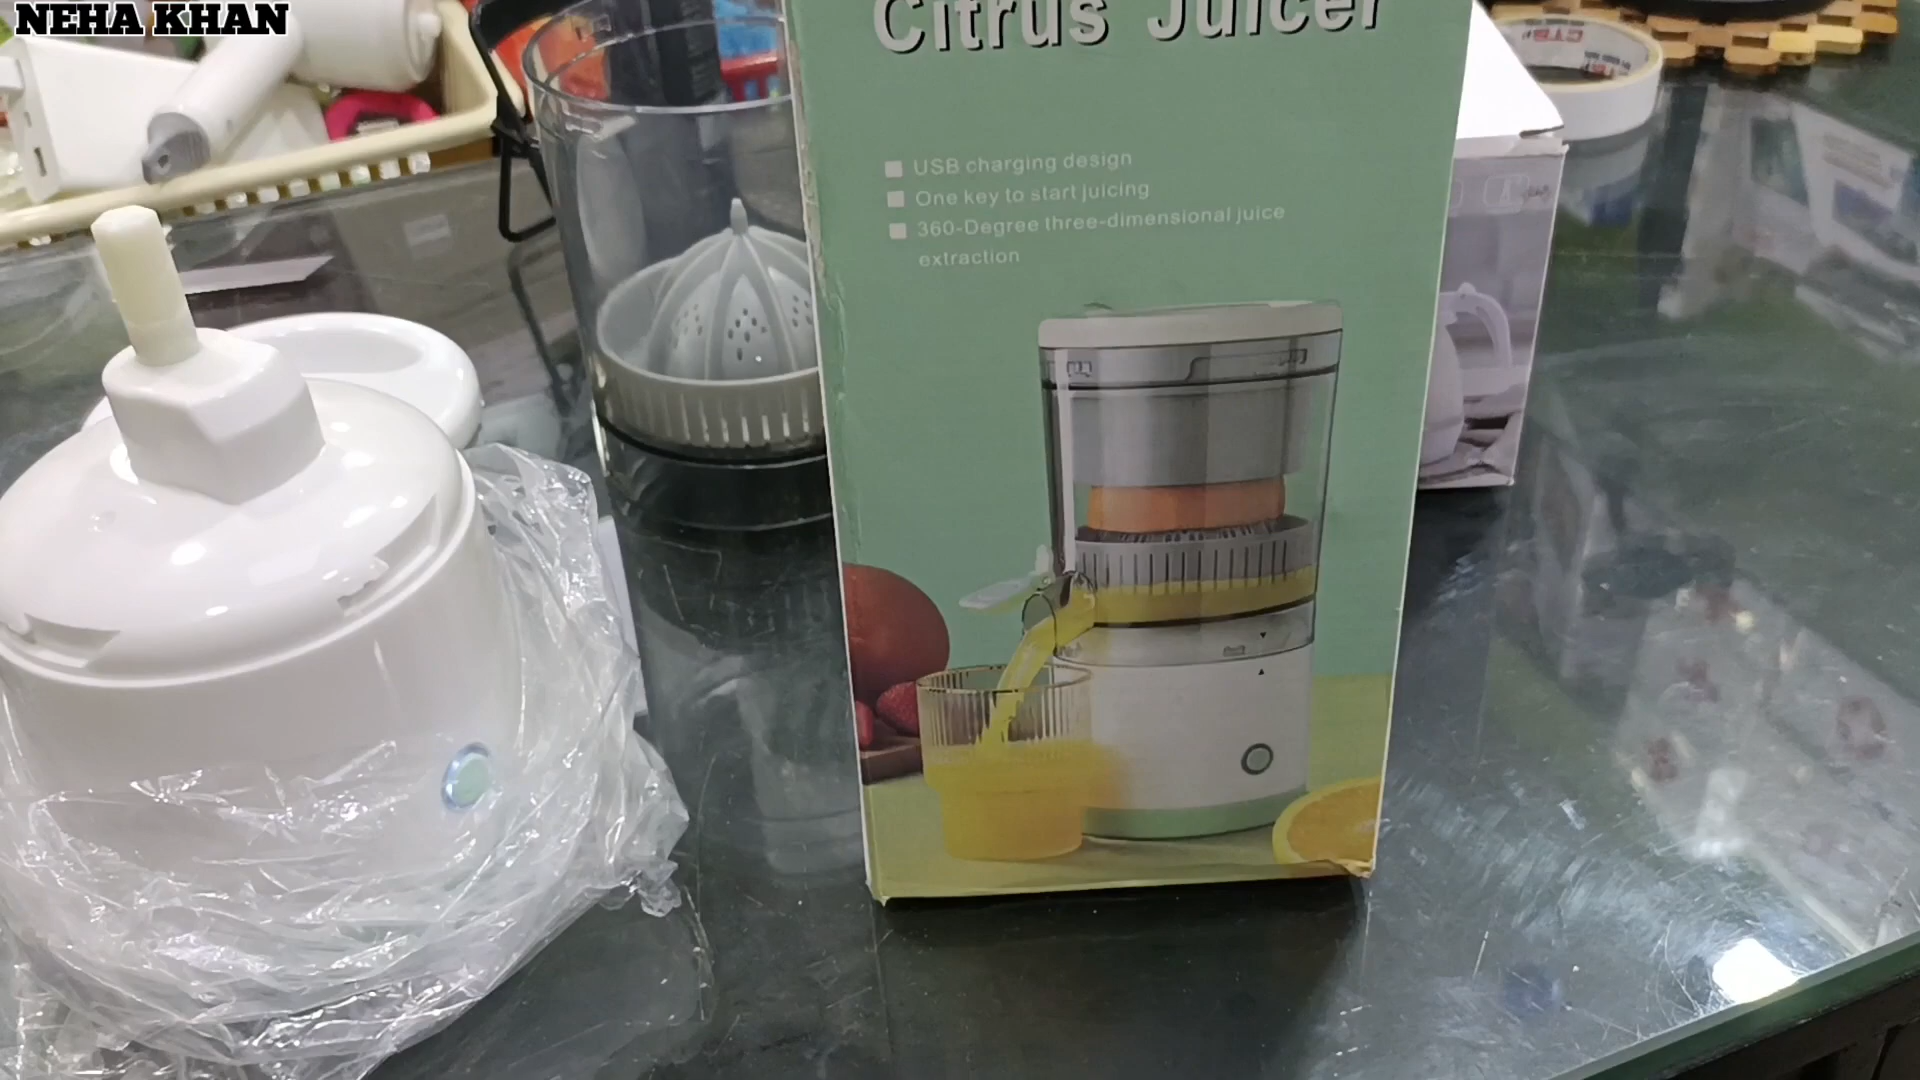 NEHA KHAN
Citrus Juicer
USB charging design
One key to start juicing
360-Degree three-dimensional juice
extraction